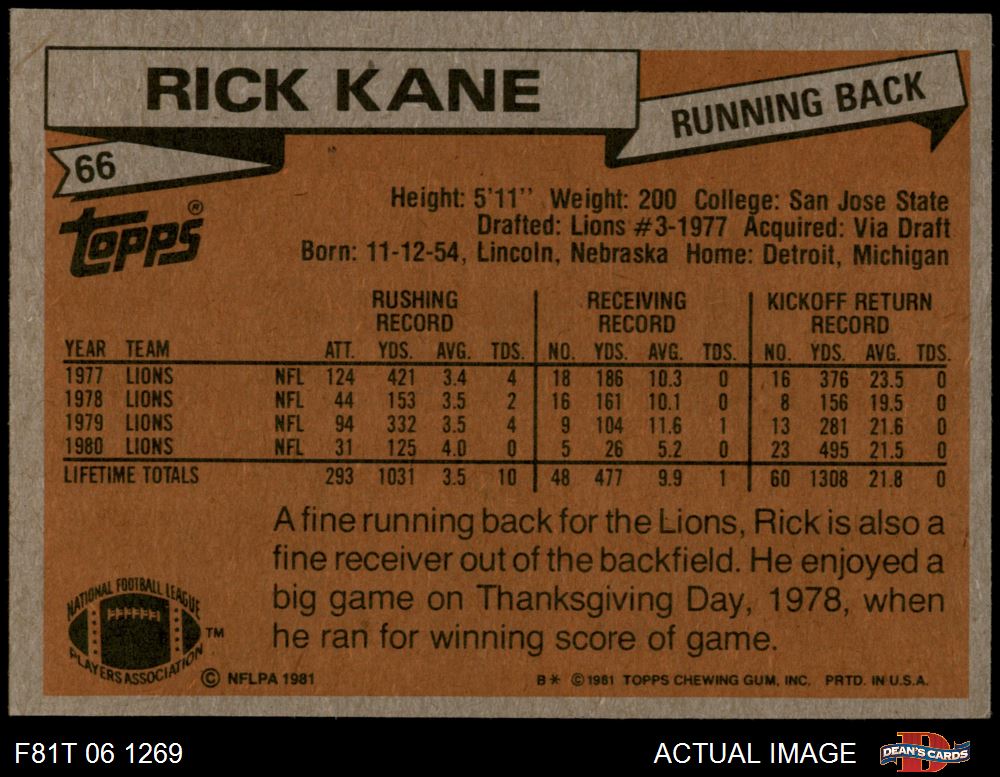 RICK KANE
RUNNING BACK
66
Topps®
Height: 5'11" Weight: 200 College: San Jose State
Drafted: Lions #3-1977 Acquired: Via Draft
Born: 11-12-54, Lincoln, Nebraska Home: Detroit, Michigan
RUSHING RECORD RECEIVING RECORD KICKOFF RETURN RECORD
YEAR TEAM ATT. YDS. AVG. TDS. NO. YDS. AVG. TDS. NO. YDS. AVG. TDS.
1977 LIONS NFL 124 421 3.4 4 18 186 10.3 0 16 376 23.5 0
1978 LIONS NFL 44 153 3.5 2 16 161 10.1 0 8 156 19.5 0
1979 LIONS NFL 94 332 3.5 4 9 104 11.6 1 13 281 21.6 0
1980 LIONS NFL 31 125 4.0 0 5 26 5.2 0 23 495 21.5 0
LIFETIME TOTALS 293 1031 3.5 10 48 477 9.9 1 60 1308 21.8 0
A fine running back for the Lions, Rick is also a
fine receiver out of the backfield. He enjoyed a
big game on Thanksgiving Day, 1978, when
he ran for winning score of game.
NATIONAL FOOTBALL LEAGUE
PLAYERS ASSOCIATION TM
© NFLPA 1981
B* ©1981 TOPPS CHEWING GUM, INC. PRTD. IN U.S.A.
F81T 06 1269
ACTUAL IMAGE
D
DEAN'S CARDS